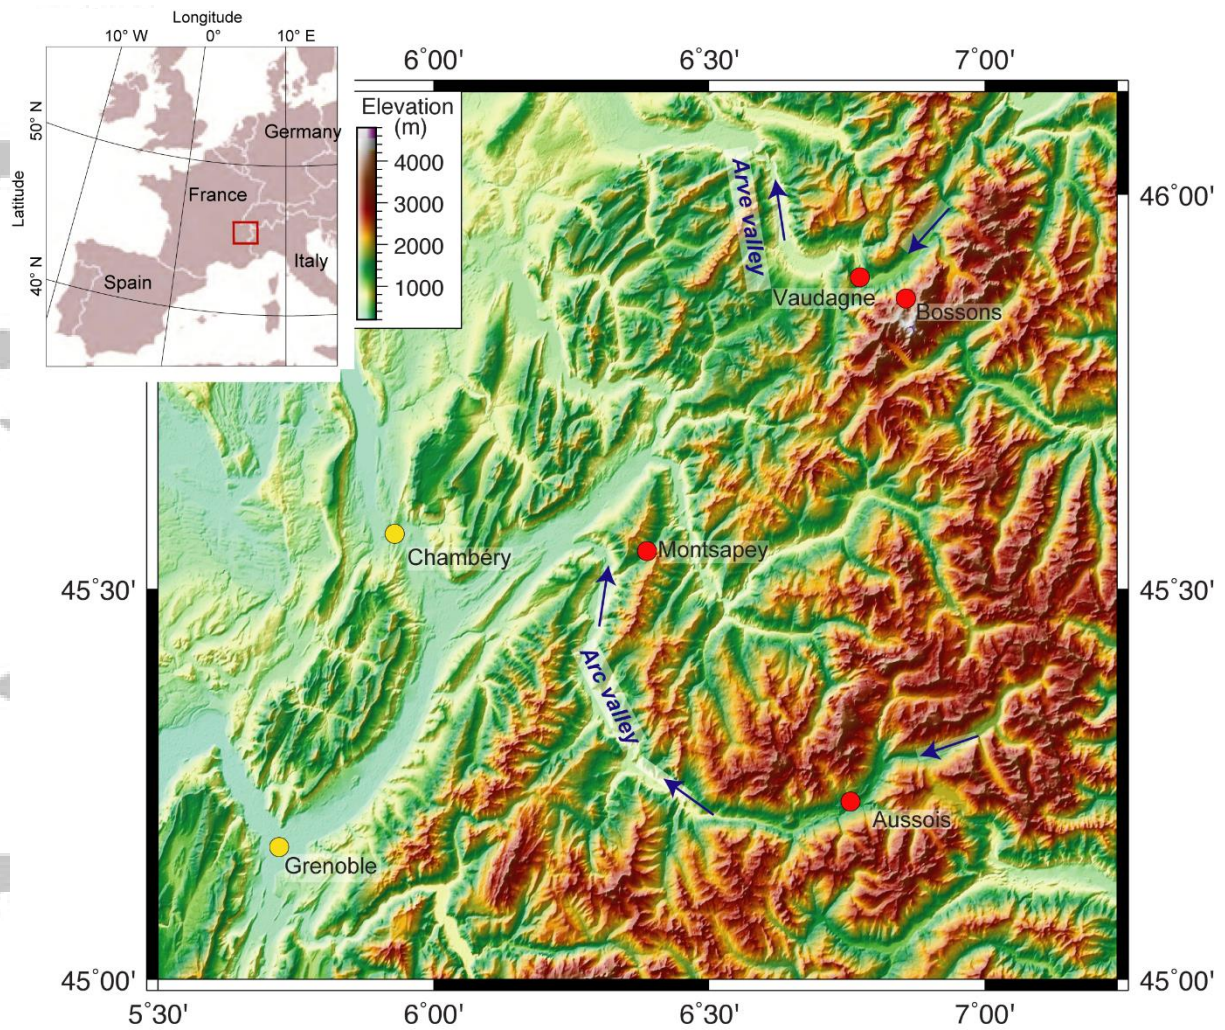 Longitude
10° W
0°
10° E
50° N
Latitude
40° N
Germany
France
Italy
Spain
6˚00'
6˚30'
7˚00'
Elevation
(m)
4000
3000
2000
1000
46˚00'
Arve valley
Vaudagne
Bossons
Chambéry
Montsapey
45˚30'
45˚30'
Arc valley
Aussois
Grenoble
45˚00'
45˚00'
5˚30'
6˚00'
6˚30'
7˚00'